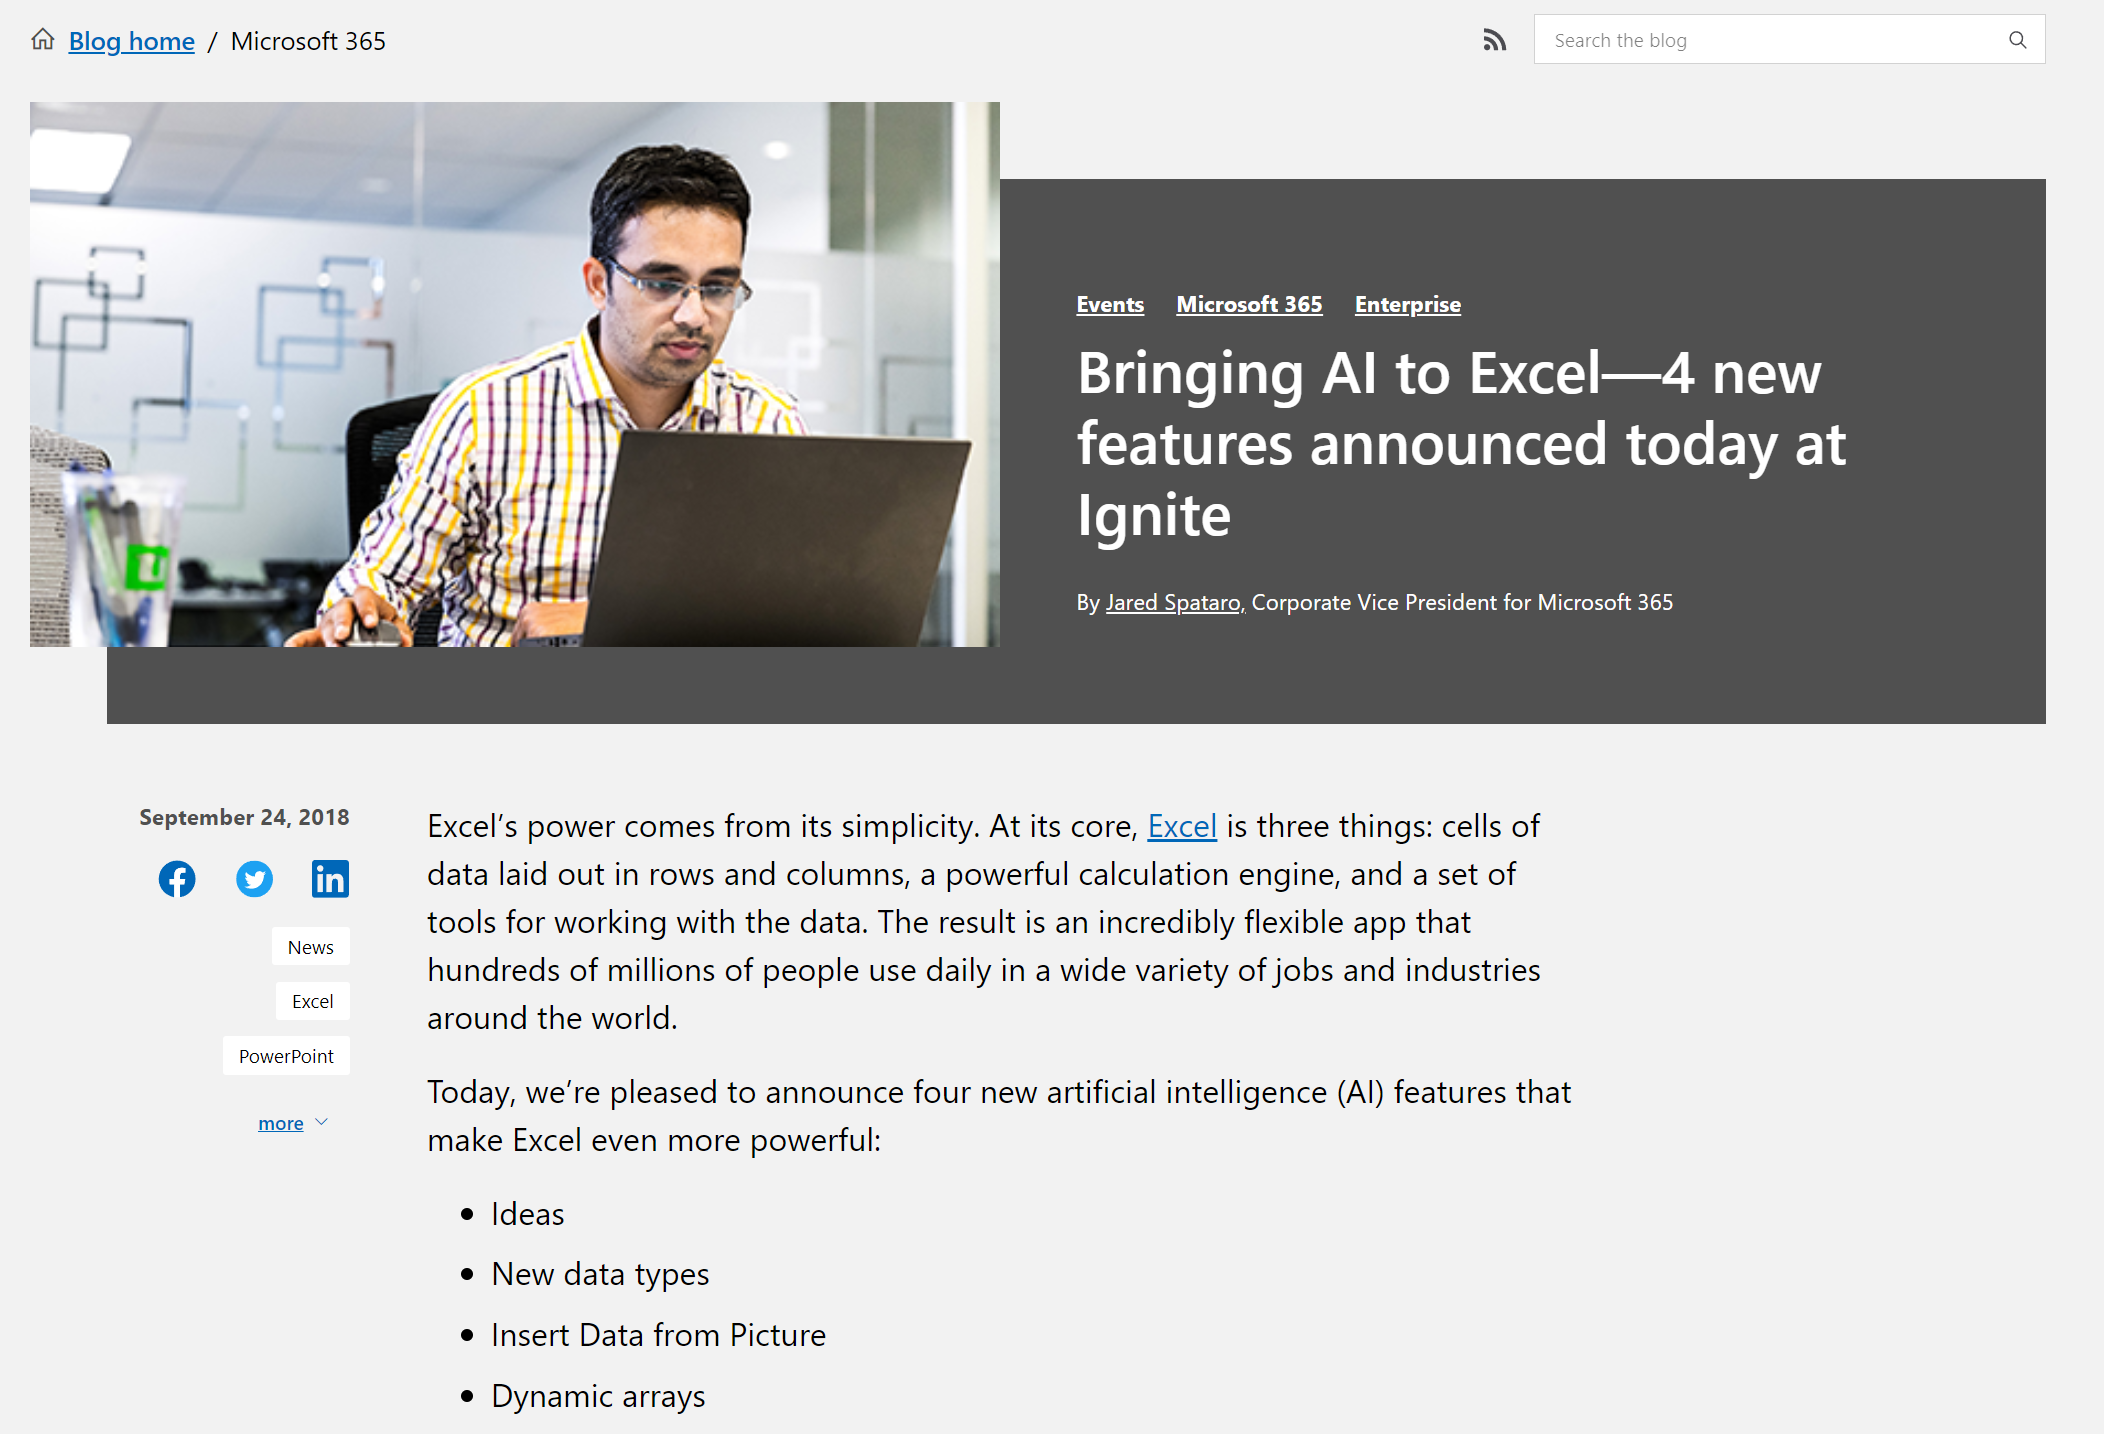 Blog home / Microsoft 365
Search the blog
Events Microsoft 365 Enterprise
Bringing AI to Excel—4 new
features announced today at
Ignite
By Jared Spataro, Corporate Vice President for Microsoft 365
September 24, 2018
News
Excel
PowerPoint
more
Excel’s power comes from its simplicity. At its core, Excel is three things: cells of
data laid out in rows and columns, a powerful calculation engine, and a set of
tools for working with the data. The result is an incredibly flexible app that
hundreds of millions of people use daily in a wide variety of jobs and industries
around the world.
Today, we’re pleased to announce four new artificial intelligence (AI) features that
make Excel even more powerful:
• Ideas
• New data types
• Insert Data from Picture
• Dynamic arrays